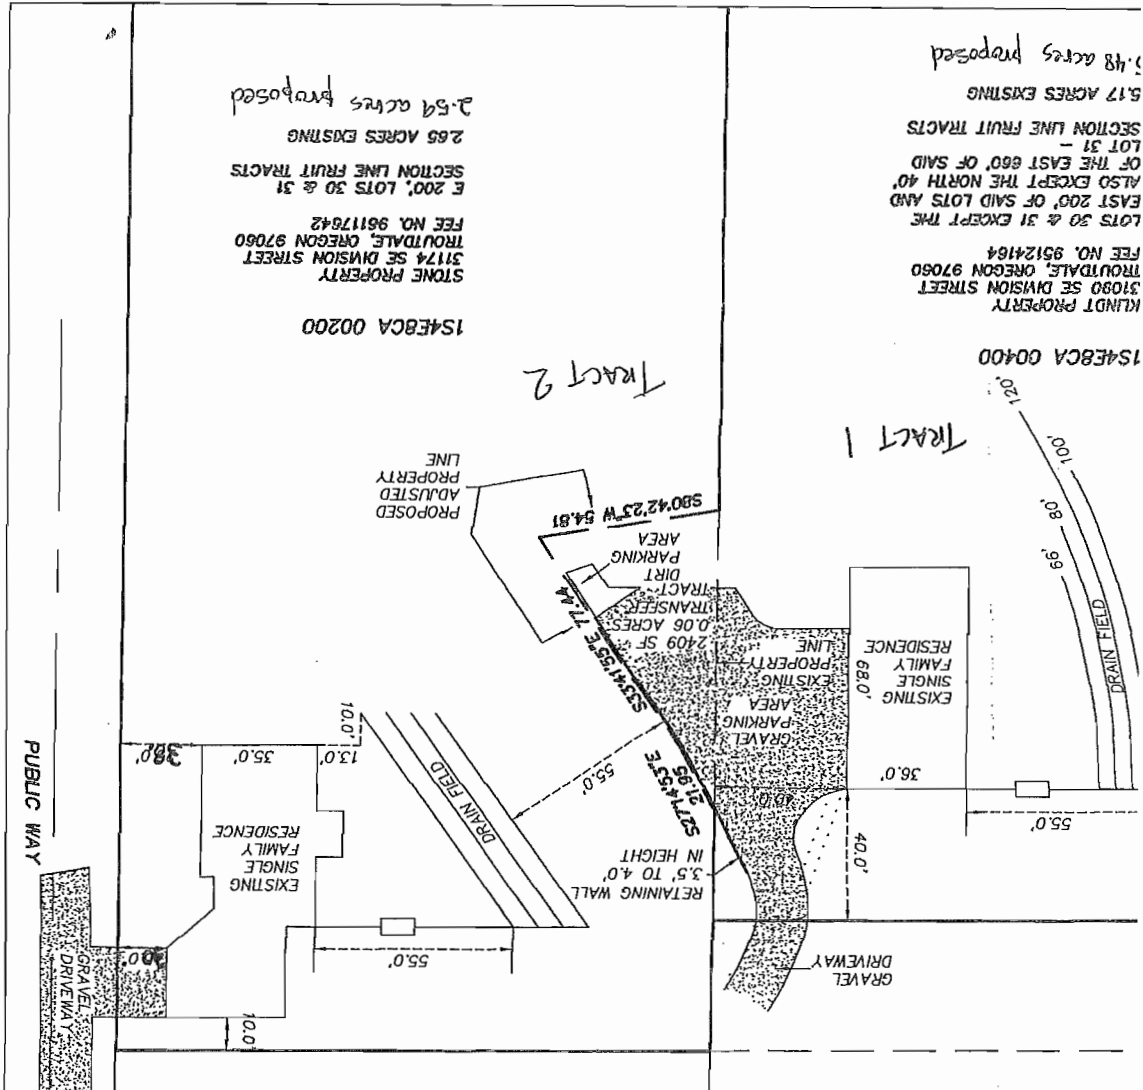 PUBLIC WAY
GRAVEL
DRIVEWAY
20.0'
10.0'
55.0'
GRAVEL
DRIVEWAY
RETAINING WALL
3.5' TO 4.0'
IN HEIGHT
40.0'
55.0'
EXISTING
SINGLE
FAMILY
RESIDENCE
DRAIN FIELD
55.0'
S27°14'53"E
21.95
40.0'
36.0'
35.0'
13.0'
10.0'
GRAVEL
PARKING
AREA
EXISTING
PROPERTY
LINE
68.0'
EXISTING
SINGLE
FAMILY
RESIDENCE
DRAIN FIELD
S33°41'55"E 77.44
2409 SF
0.06 ACRES
TRANSFER
TRACT
DIRT
PARKING
AREA
S80°42'23"W 54.81
PROPOSED
ADJUSTED
PROPERTY
LINE
66'
80'
100'
120'
TRACT 1
TRACT 2
1S4E8CA 00400
KLINDT PROPERTY
31090 SE DIVISION STREET
TROUTDALE, OREGON 97060
FEE NO. 95124164
LOTS 30 & 31 EXCEPT THE
EAST 200', OF SAID LOTS AND
ALSO EXCEPT THE NORTH 40',
OF THE EAST 660', OF SAID
LOT 31 –
SECTION LINE FRUIT TRACTS
5.17 ACRES EXISTING
5.48 acres proposed
1S4E8CA 00200
STONE PROPERTY
31174 SE DIVISION STREET
TROUTDALE, OREGON 97060
FEE NO. 96117642
E 200', LOTS 30 & 31
SECTION LINE FRUIT TRACTS
2.65 ACRES EXISTING
2.59 acres proposed